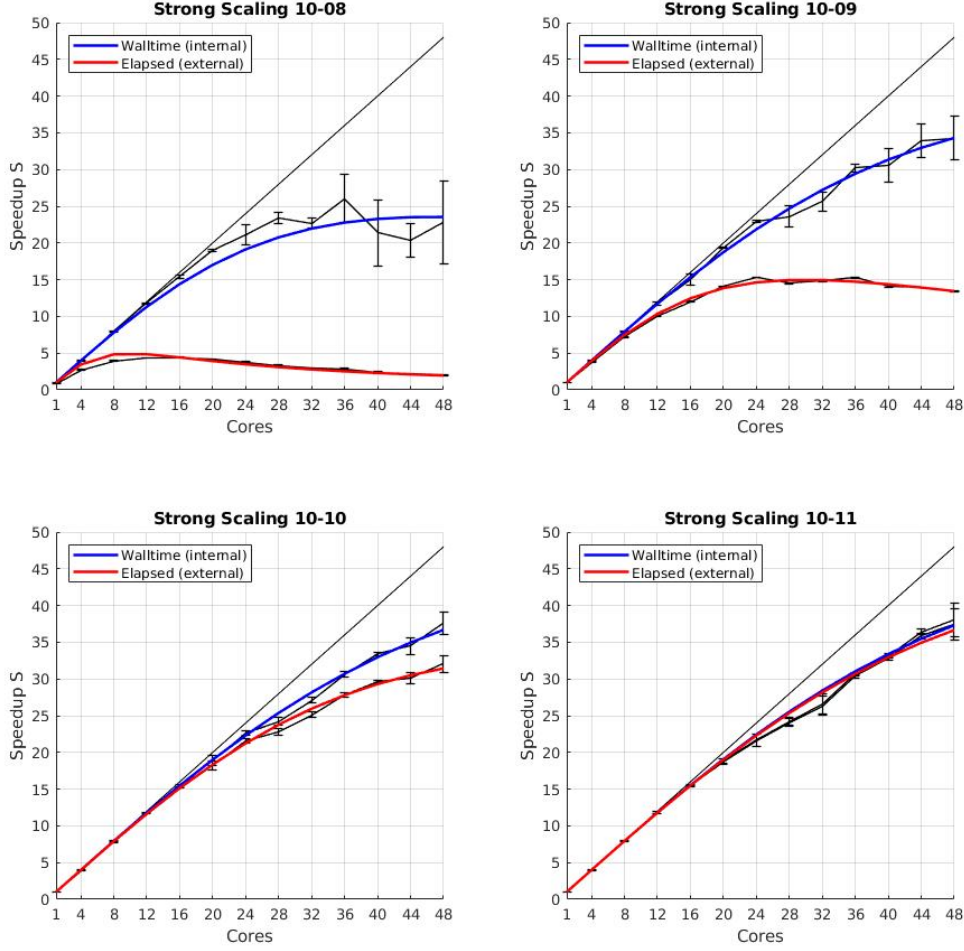 Strong Scaling 10-08
50
45
40
35
30
25
20
15
10
5
0
Speedup S
Walltime (internal)
Elapsed (external)
1 4 8 12 16 20 24 28 32 36 40 44 48
Cores
Strong Scaling 10-09
50
45
40
35
30
25
20
15
10
5
0
Speedup S
Walltime (internal)
Elapsed (external)
1 4 8 12 16 20 24 28 32 36 40 44 48
Cores
Strong Scaling 10-10
50
45
40
35
30
25
20
15
10
5
0
Speedup S
Walltime (internal)
Elapsed (external)
1 4 8 12 16 20 24 28 32 36 40 44 48
Cores
Strong Scaling 10-11
50
45
40
35
30
25
20
15
10
5
0
Speedup S
Walltime (internal)
Elapsed (external)
1 4 8 12 16 20 24 28 32 36 40 44 48
Cores